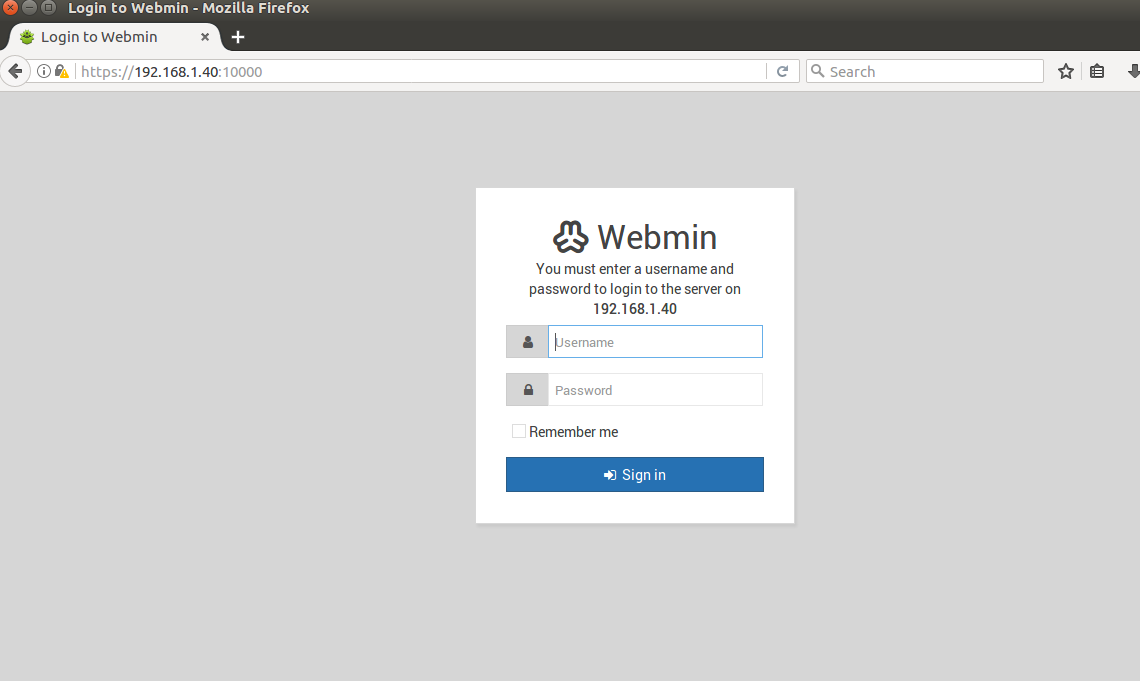 Login to Webmin - Mozilla Firefox
Login to Webmin
https://192.168.1.40:10000
Search
Webmin
You must enter a username and
password to login to the server on
192.168.1.40
Username
Password
Remember me
Sign in